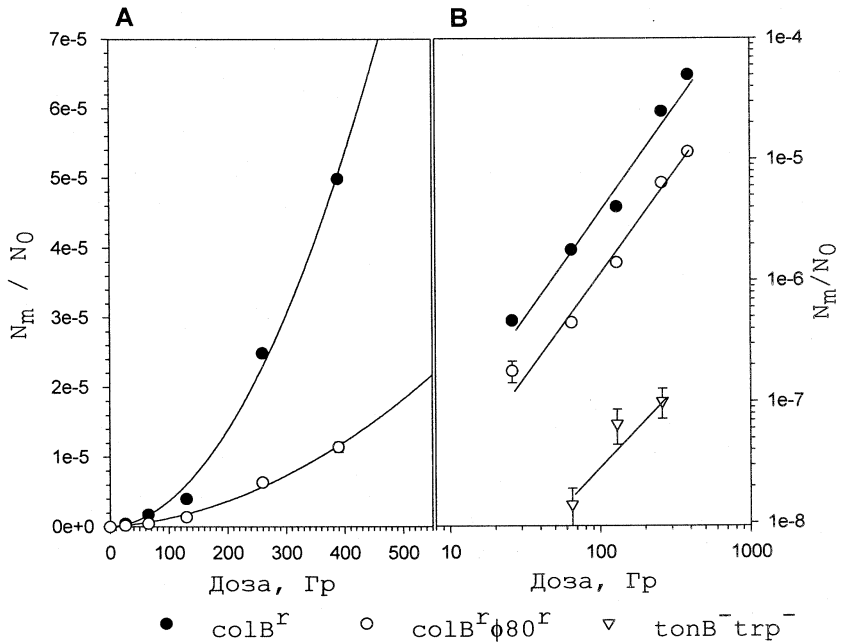 A B
7e-5
6e-5
5e-5
4e-5
3e-5
2e-5
1e-5
0e+0
N_m / N_0
0 100 200 300 400 500
Доза, Гр
1e-4
1e-5
1e-6
1e-7
1e-8
N_m/N_0
10 100 1000
Доза, Гр
● colB^r ○ colB^rϕ80^r ▽ tonB^-trp^-